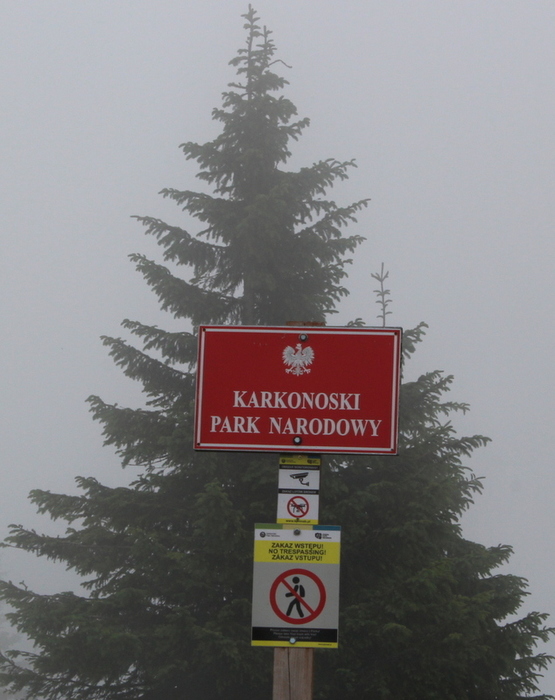 KARKONOSKI
PARK NARODOWY
ZAKAZ WSTĘPU!
NO TRESPASSING!
ZÁKAZ VSTUPU!